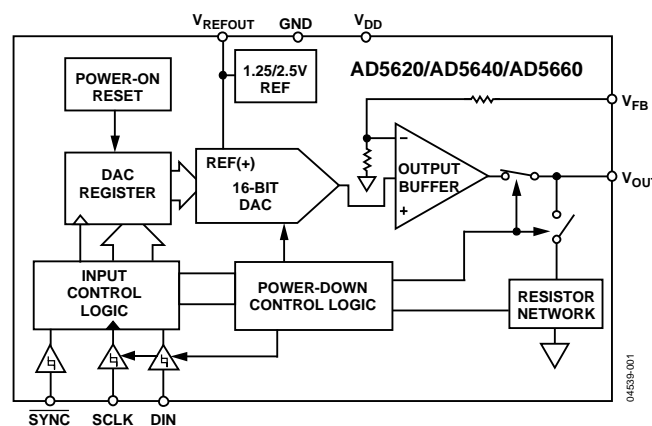 VREFOUT GND VDD
POWER-ON
RESET
1.25/2.5V
REF
AD5620/AD5640/AD5660
VFB
DAC
REGISTER
REF(+)
16-BIT
DAC
–
OUTPUT
BUFFER
+
VOUT
INPUT
CONTROL
LOGIC
POWER-DOWN
CONTROL LOGIC
RESISTOR
NETWORK
SYNC SCLK DIN
04539-001